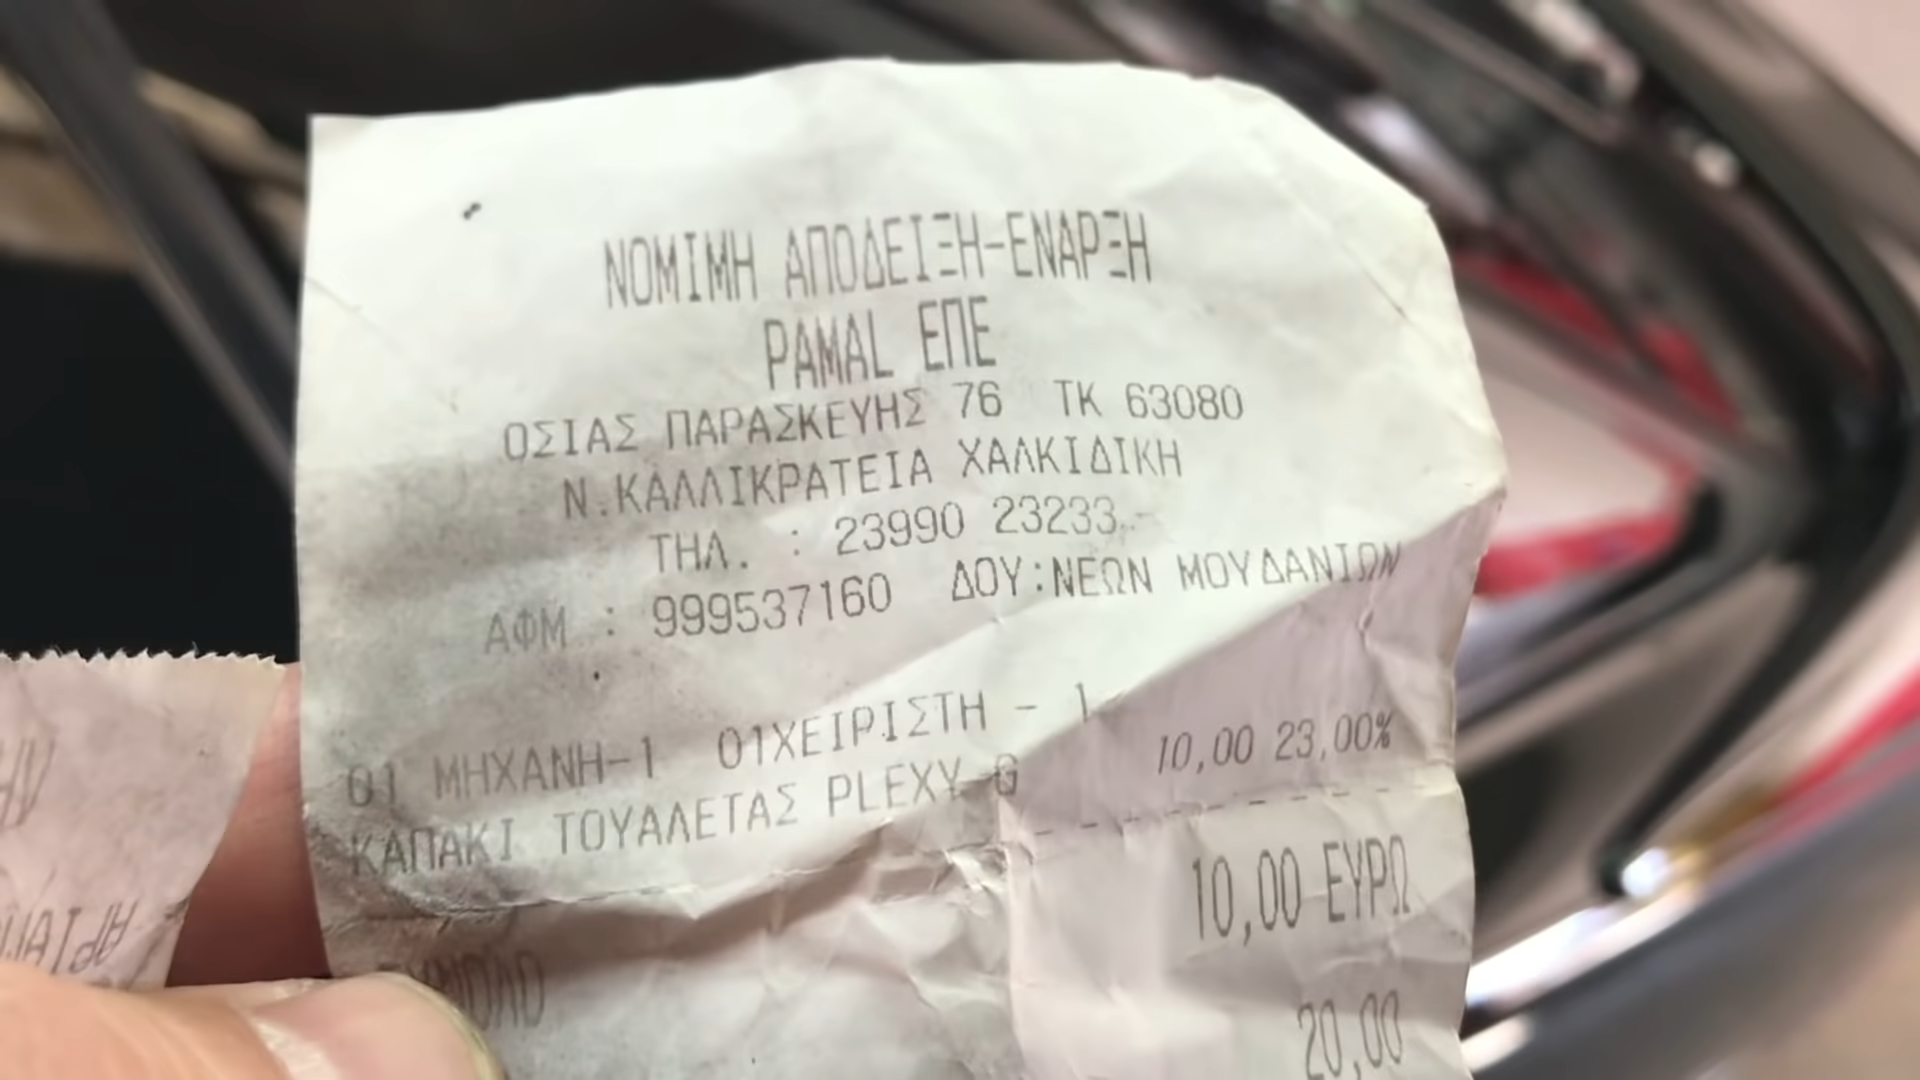 ΝΟΜΙΜΗ ΑΠΟΔΕΙΞΗ-ΕΝΑΡΞΗ
PAMAL ΕΠΕ
ΟΣΙΑΣ ΠΑΡΑΣΚΕΥΗΣ 76 ΤΚ 63080
Ν.ΚΑΛΛΙΚΡΑΤΕΙΑ ΧΑΛΚΙΔΙΚΗ
ΤΗΛ. : 23990 23233
ΑΦΜ : 999537160 ΔΟΥ:ΝΕΩΝ ΜΟΥΔΑΝΙΩΝ
01 ΜΗΧΑΝΗ-1 01ΧΕΙΡΙΣΤΗ - 1
ΚΑΠΑΚΙ ΤΟΥΑΛΕΤΑΣ PLEXY G 10,00 23,00%
10,00 ΕΥΡΩ
20,00